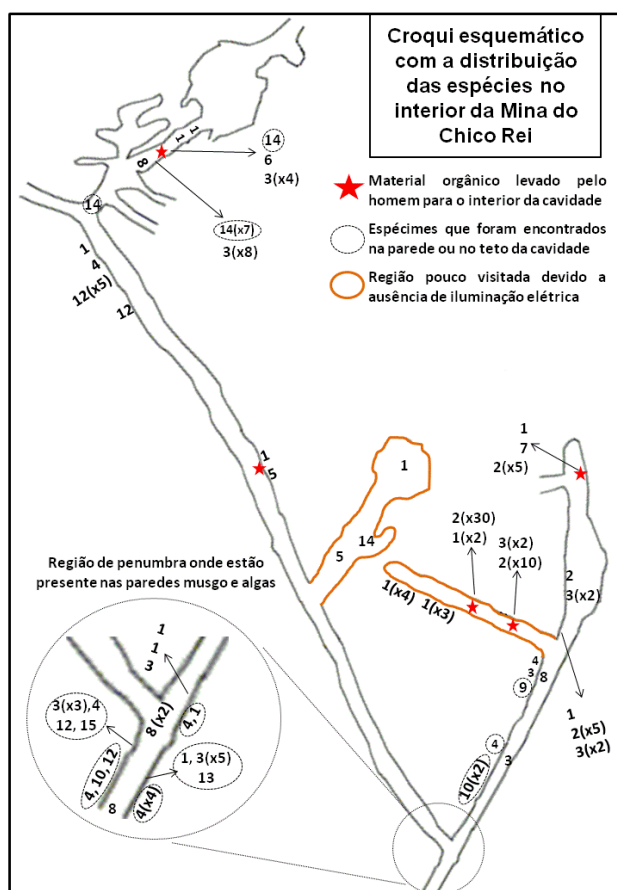 Croqui esquemático
com a distribuição
das espécies no
interior da Mina do
Chico Rei
Material orgânico levado pelo
homem para o interior da cavidade
Espécimes que foram encontrados
na parede ou no teto da cavidade
Região pouco visitada devido a
ausência de iluminação elétrica
1
1
8
14
6
3(x4)
14(x7)
3(x8)
14
1
4
12(x5)
12
1
5
1
14
5
1
7
2(x5)
2(x30)
1(x2)
3(x2)
2(x10)
1(x4)
1(x3)
2
3(x2)
4
3
8
9
1
2(x5)
3(x2)
4
3
10(x2)
Região de penumbra onde estão
presente nas paredes musgo e algas
1
1
3
8(x2)
4,1
3(x3),4
12, 15
4, 10, 12
8
1, 3(x5)
13
4(x4)